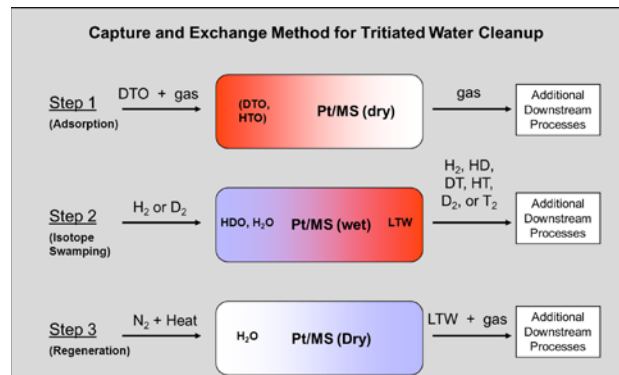 Capture and Exchange Method for Tritiated Water Cleanup
Step 1
(Adsorption)
DTO + gas
(DTO,
HTO)
Pt/MS (dry)
gas
Additional
Downstream
Processes
Step 2
(Isotope
Swamping)
H₂ or D₂
HDO, H₂O
Pt/MS (wet)
LTW
H₂, HD,
DT, HT,
D₂, or T₂
Additional
Downstream
Processes
Step 3
(Regeneration)
N₂ + Heat
H₂O
Pt/MS (Dry)
LTW + gas
Additional
Downstream
Processes